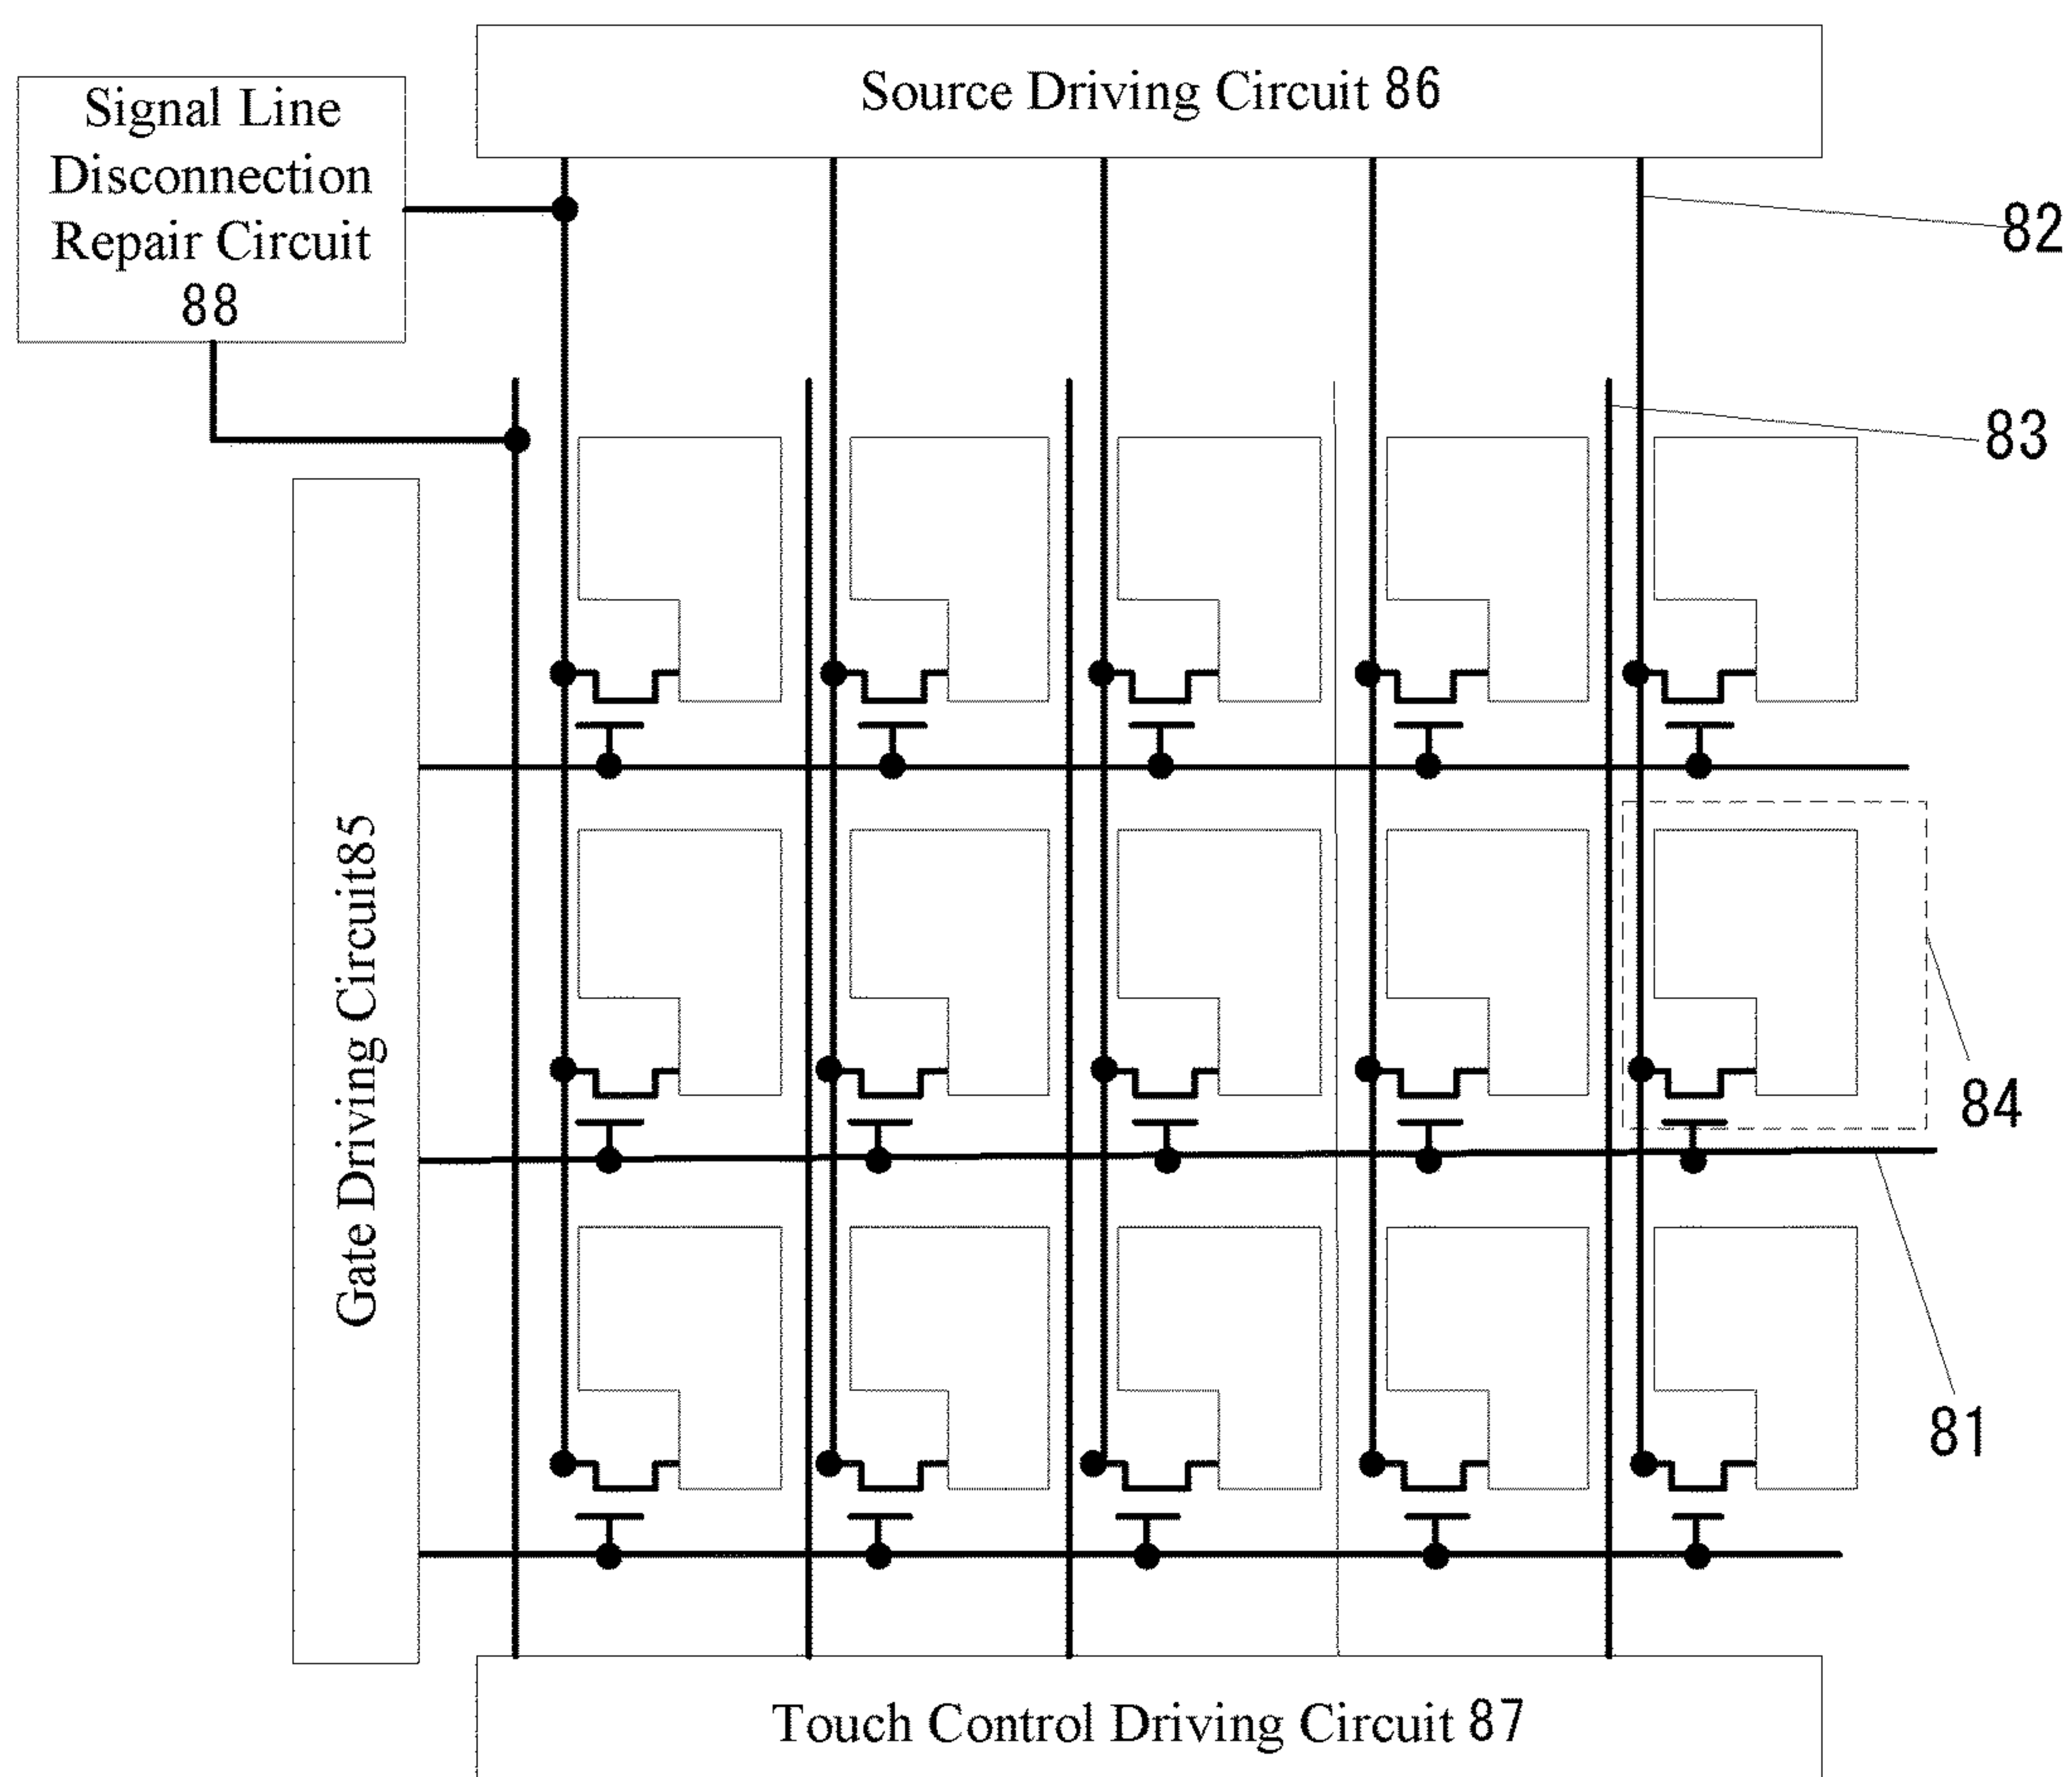 Source Driving Circuit 86
Signal Line
Disconnection
Repair Circuit
88
82
83
Gate Driving Circuit85
84
81
Touch Control Driving Circuit 87